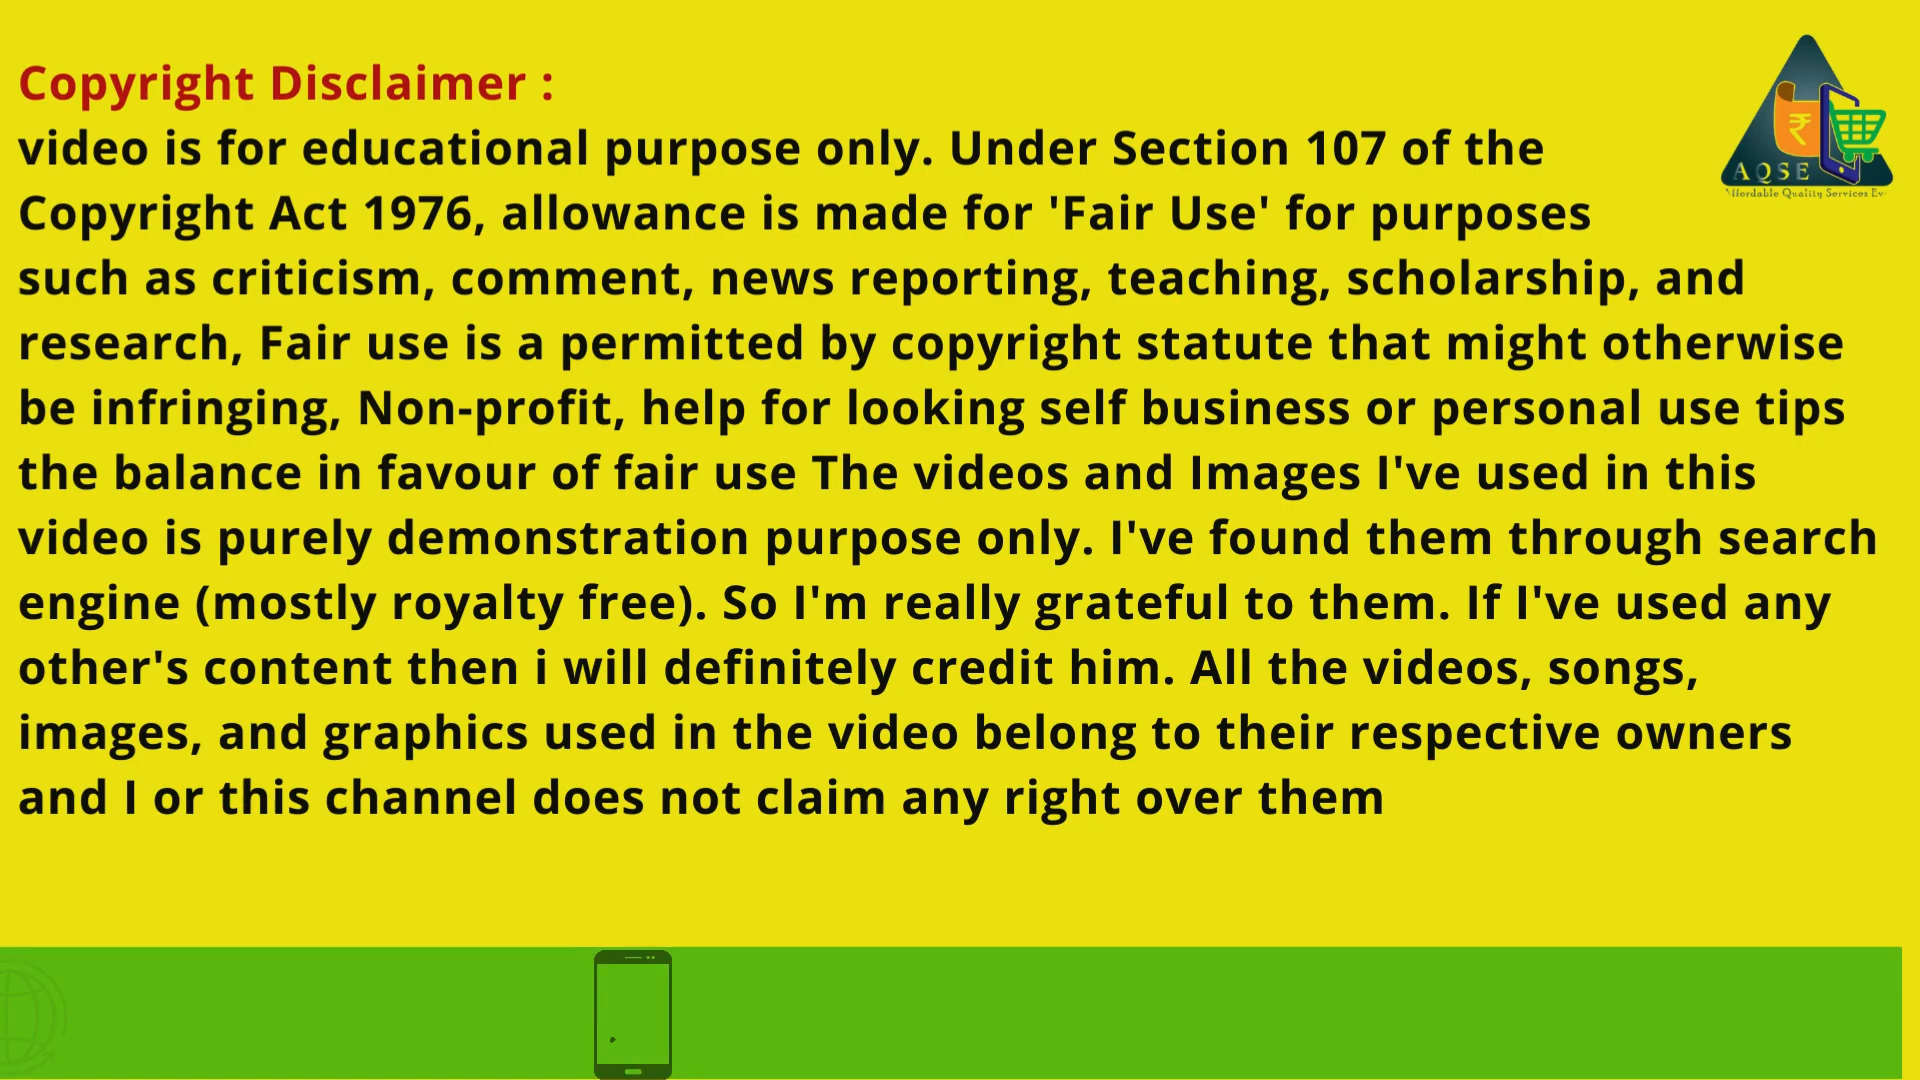 Copyright Disclaimer :
video is for educational purpose only. Under Section 107 of the
Copyright Act 1976, allowance is made for 'Fair Use' for purposes
such as criticism, comment, news reporting, teaching, scholarship, and
research, Fair use is a permitted by copyright statute that might otherwise
be infringing, Non-profit, help for looking self business or personal use tips
the balance in favour of fair use The videos and Images I've used in this
video is purely demonstration purpose only. I've found them through search
engine (mostly royalty free). So I'm really grateful to them. If I've used any
other's content then i will definitely credit him. All the videos, songs,
images, and graphics used in the video belong to their respective owners
and I or this channel does not claim any right over them
₹
AQSE
ffordable Quality Services Ev